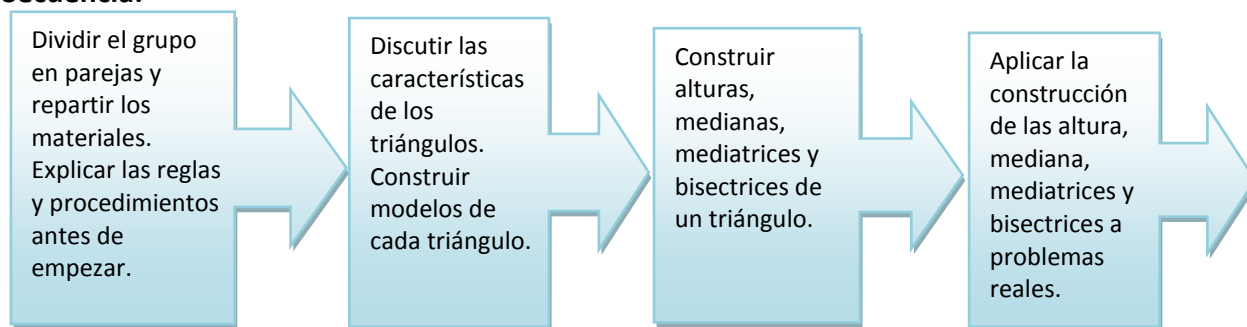 Dividir el grupo
en parejas y
repartir los
materiales.
Explicar las reglas
y procedimientos
antes de
empezar.
Discutir las
características
de los
triángulos.
Construir
modelos de
cada triángulo.
Construir
alturas,
medianas,
mediatrices y
bisectrices de
un triángulo.
Aplicar la
construcción
de las altura,
mediana,
mediatrices y
bisectrices a
problemas
reales.